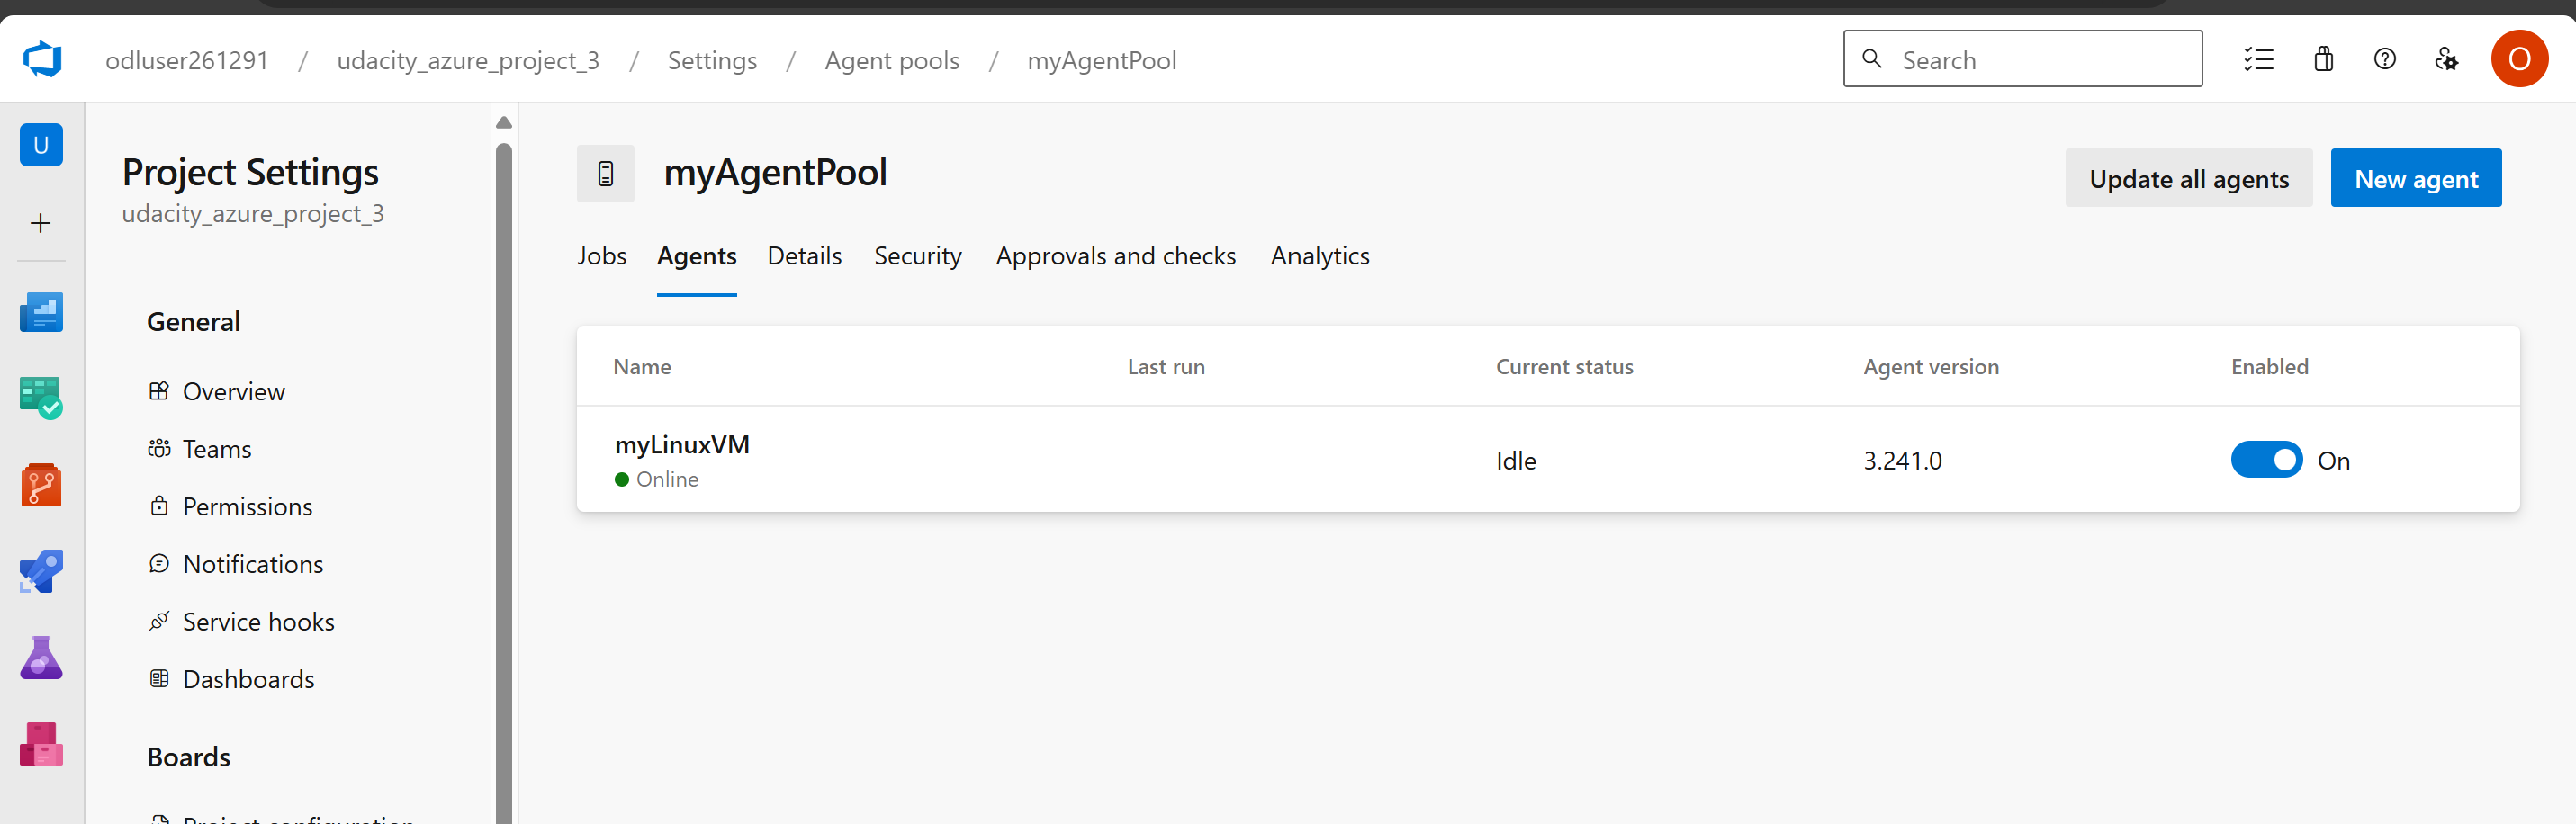 odluser261291 / udacity_azure_project_3 / Settings / Agent pools / myAgentPool
Search
O
U
Project Settings
udacity_azure_project_3
General
Overview
Teams
Permissions
Notifications
Service hooks
Dashboards
Boards
Project configuration
myAgentPool
Update all agents
New agent
Jobs Agents Details Security Approvals and checks Analytics
Name Last run Current status Agent version Enabled
myLinuxVM
Online
Idle 3.241.0 On